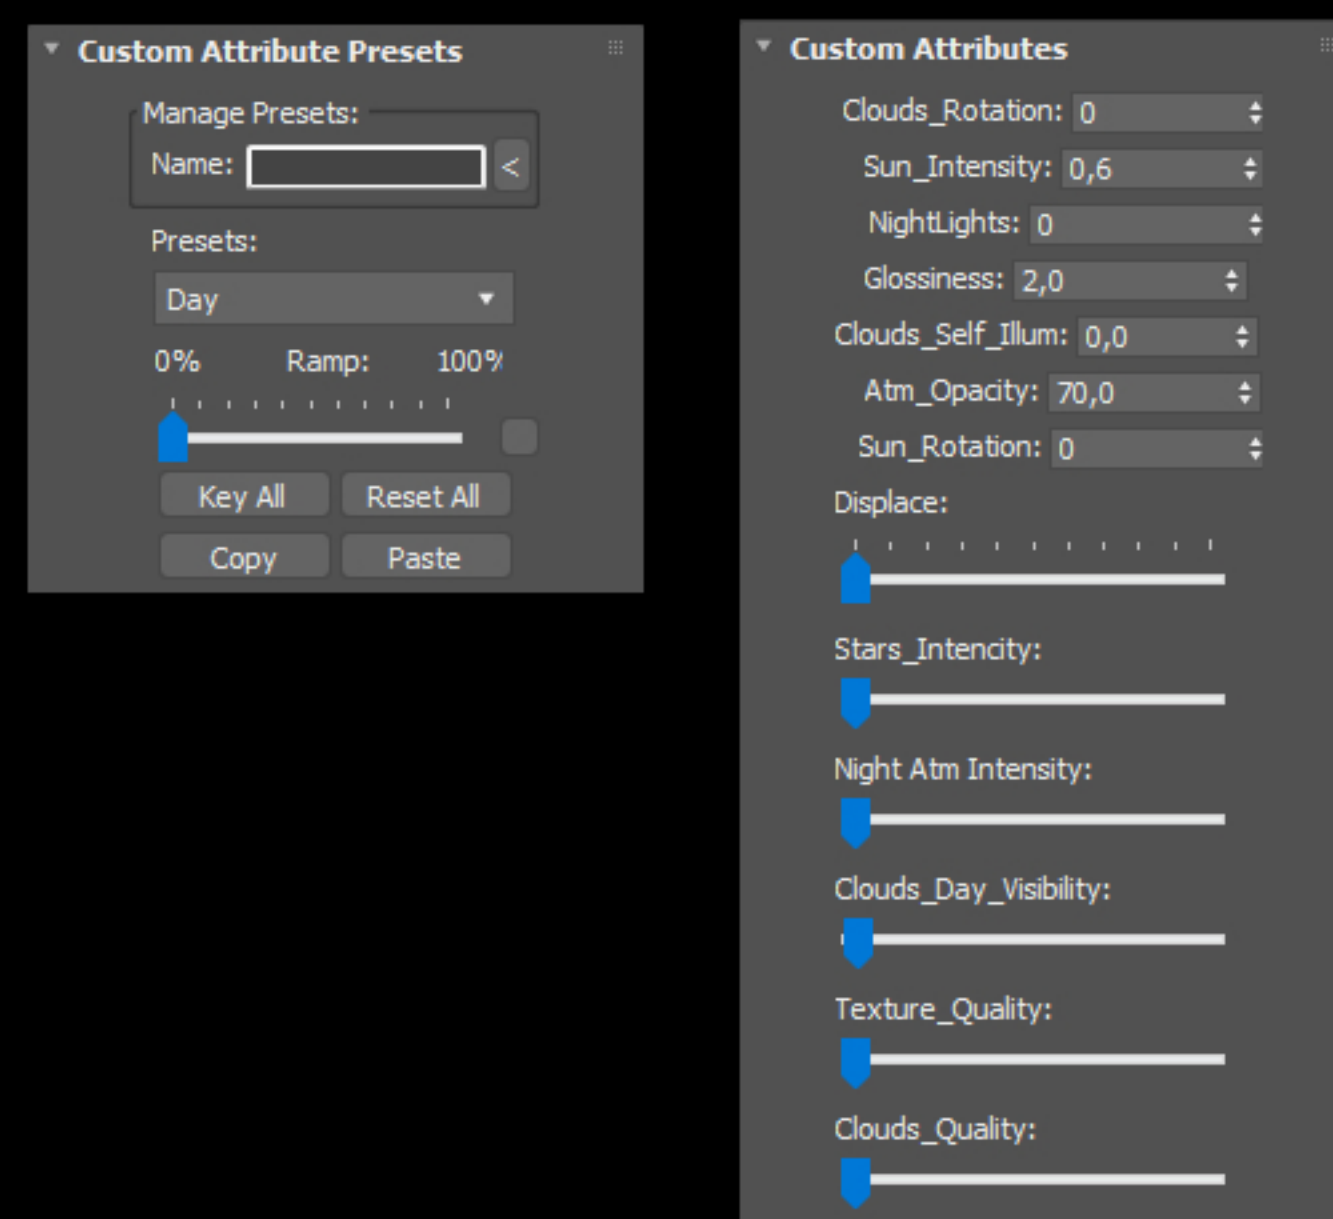 Custom Attribute Presets
Manage Presets:
Name: <
Presets:
Day
0% Ramp: 100%
Key All Reset All
Copy Paste
Custom Attributes
Clouds_Rotation: 0
Sun_Intensity: 0,6
NightLights: 0
Glossiness: 2,0
Clouds_Self_Illum: 0,0
Atm_Opacity: 70,0
Sun_Rotation: 0
Displace:
Stars_Intencity:
Night Atm Intensity:
Clouds_Day_Visibility:
Texture_Quality:
Clouds_Quality: